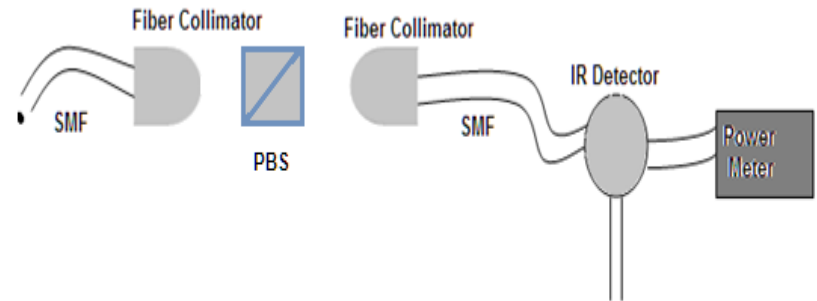 Fiber Collimator
Fiber Collimator
IR Detector
SMF
PBS
SMF
Power
Meter